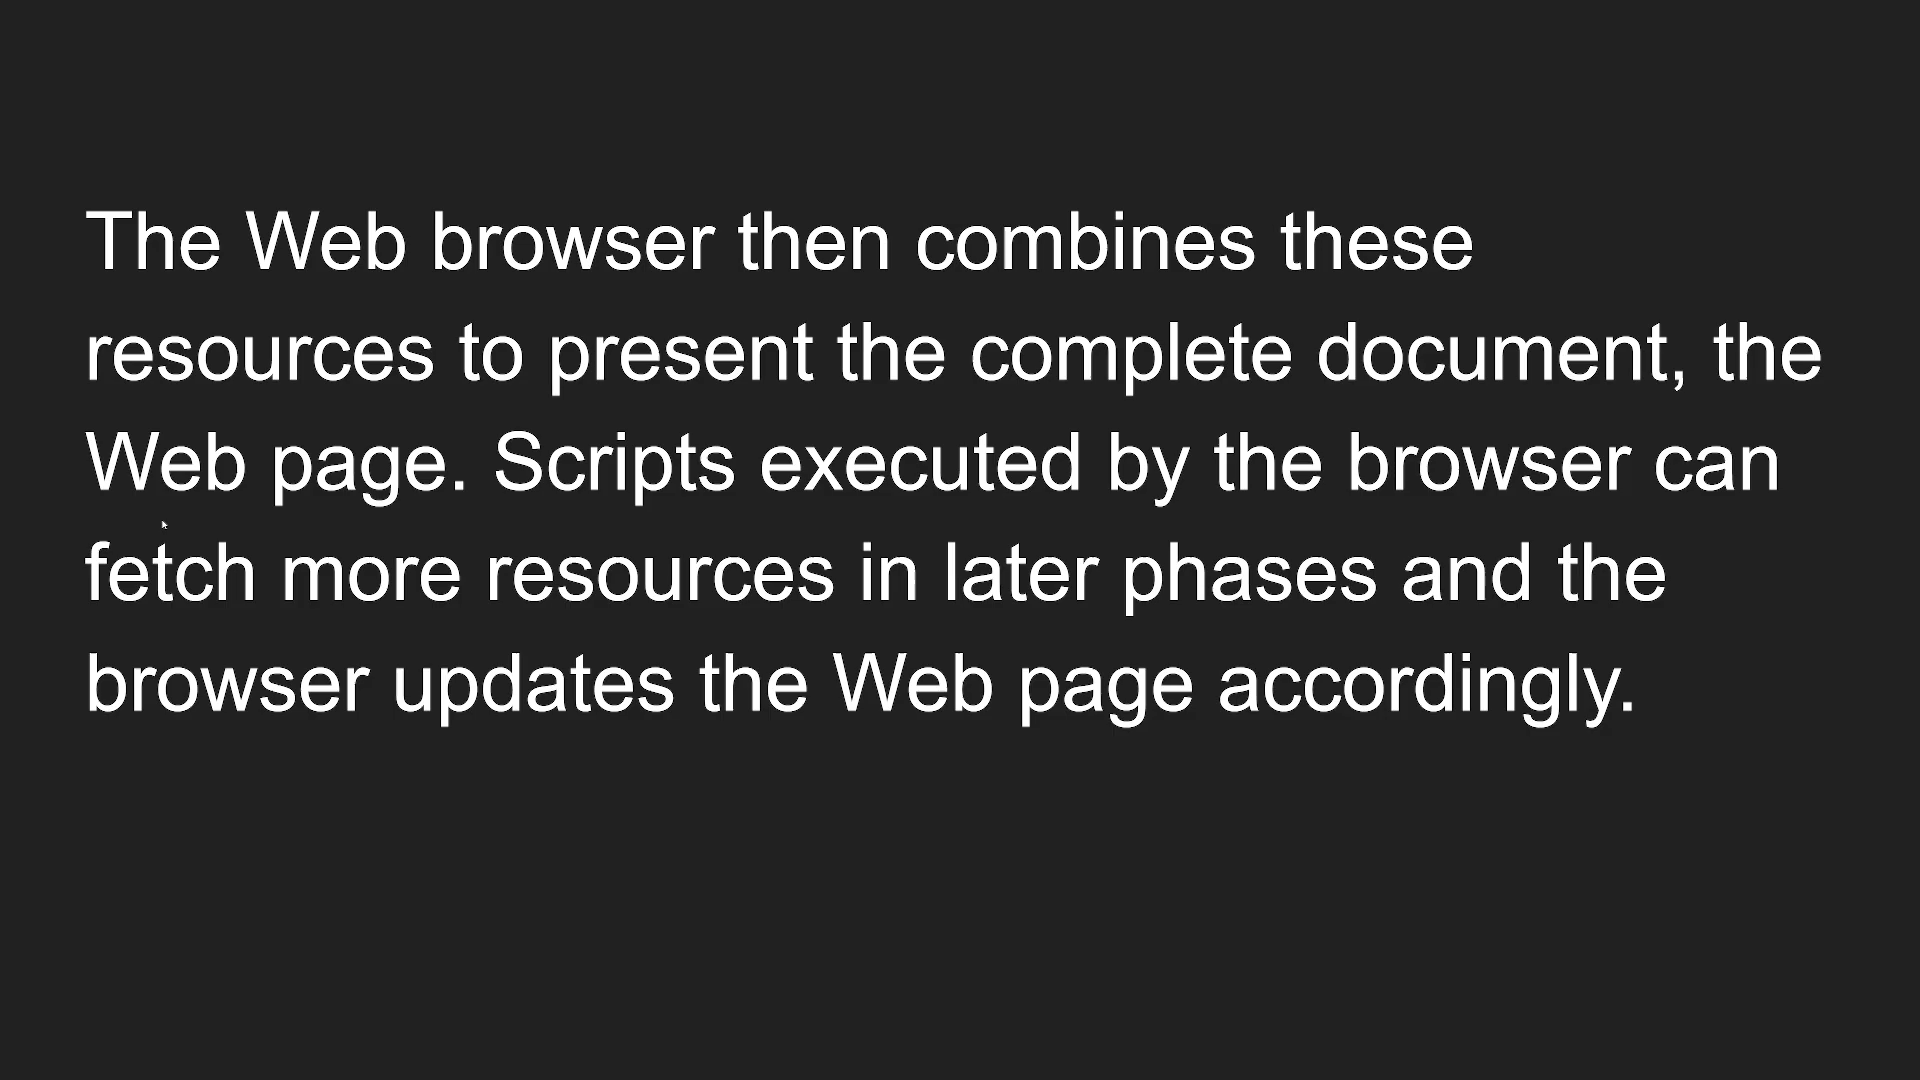 The Web browser then combines these
resources to present the complete document, the
Web page. Scripts executed by the browser can
fetch more resources in later phases and the
browser updates the Web page accordingly.